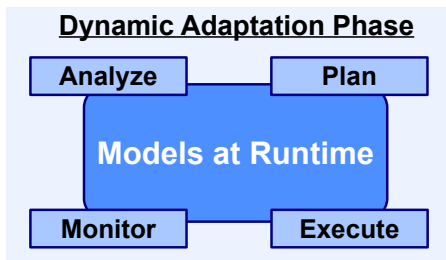 Dynamic Adaptation Phase
Analyze
Plan
Models at Runtime
Monitor
Execute